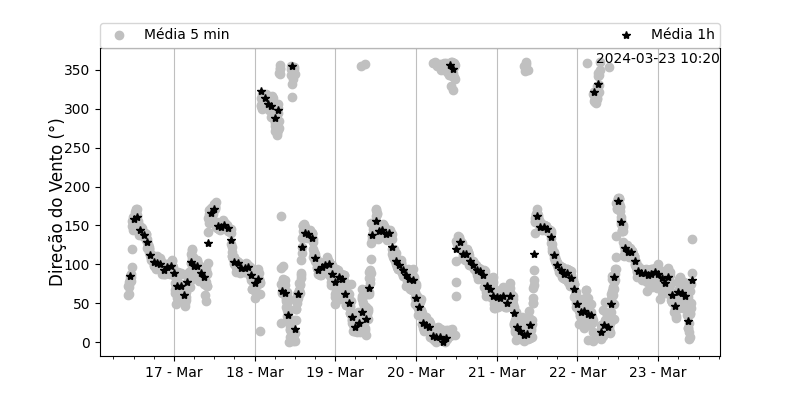 Média 5 min
Média 1h
2024-03-23 10:20
Direção do Vento (°)
350
300
250
200
150
100
50
0
17 - Mar
18 - Mar
19 - Mar
20 - Mar
21 - Mar
22 - Mar
23 - Mar